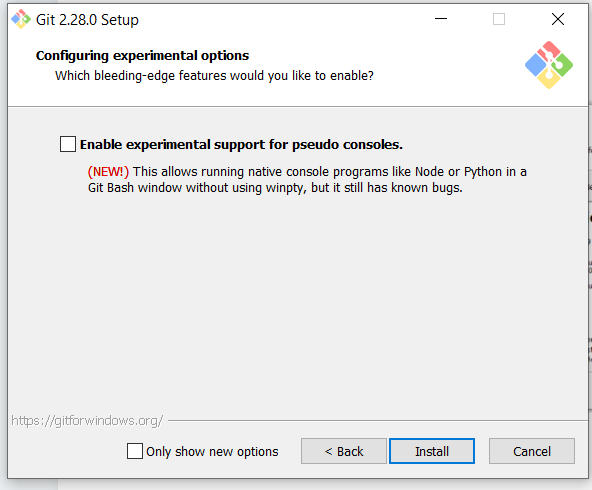 Git 2.28.0 Setup
Configuring experimental options
Which bleeding-edge features would you like to enable?
Enable experimental support for pseudo consoles.
(NEW!) This allows running native console programs like Node or Python in a
Git Bash window without using winpty, but it still has known bugs.
https://gitforwindows.org/
Only show new options
< Back
Install
Cancel